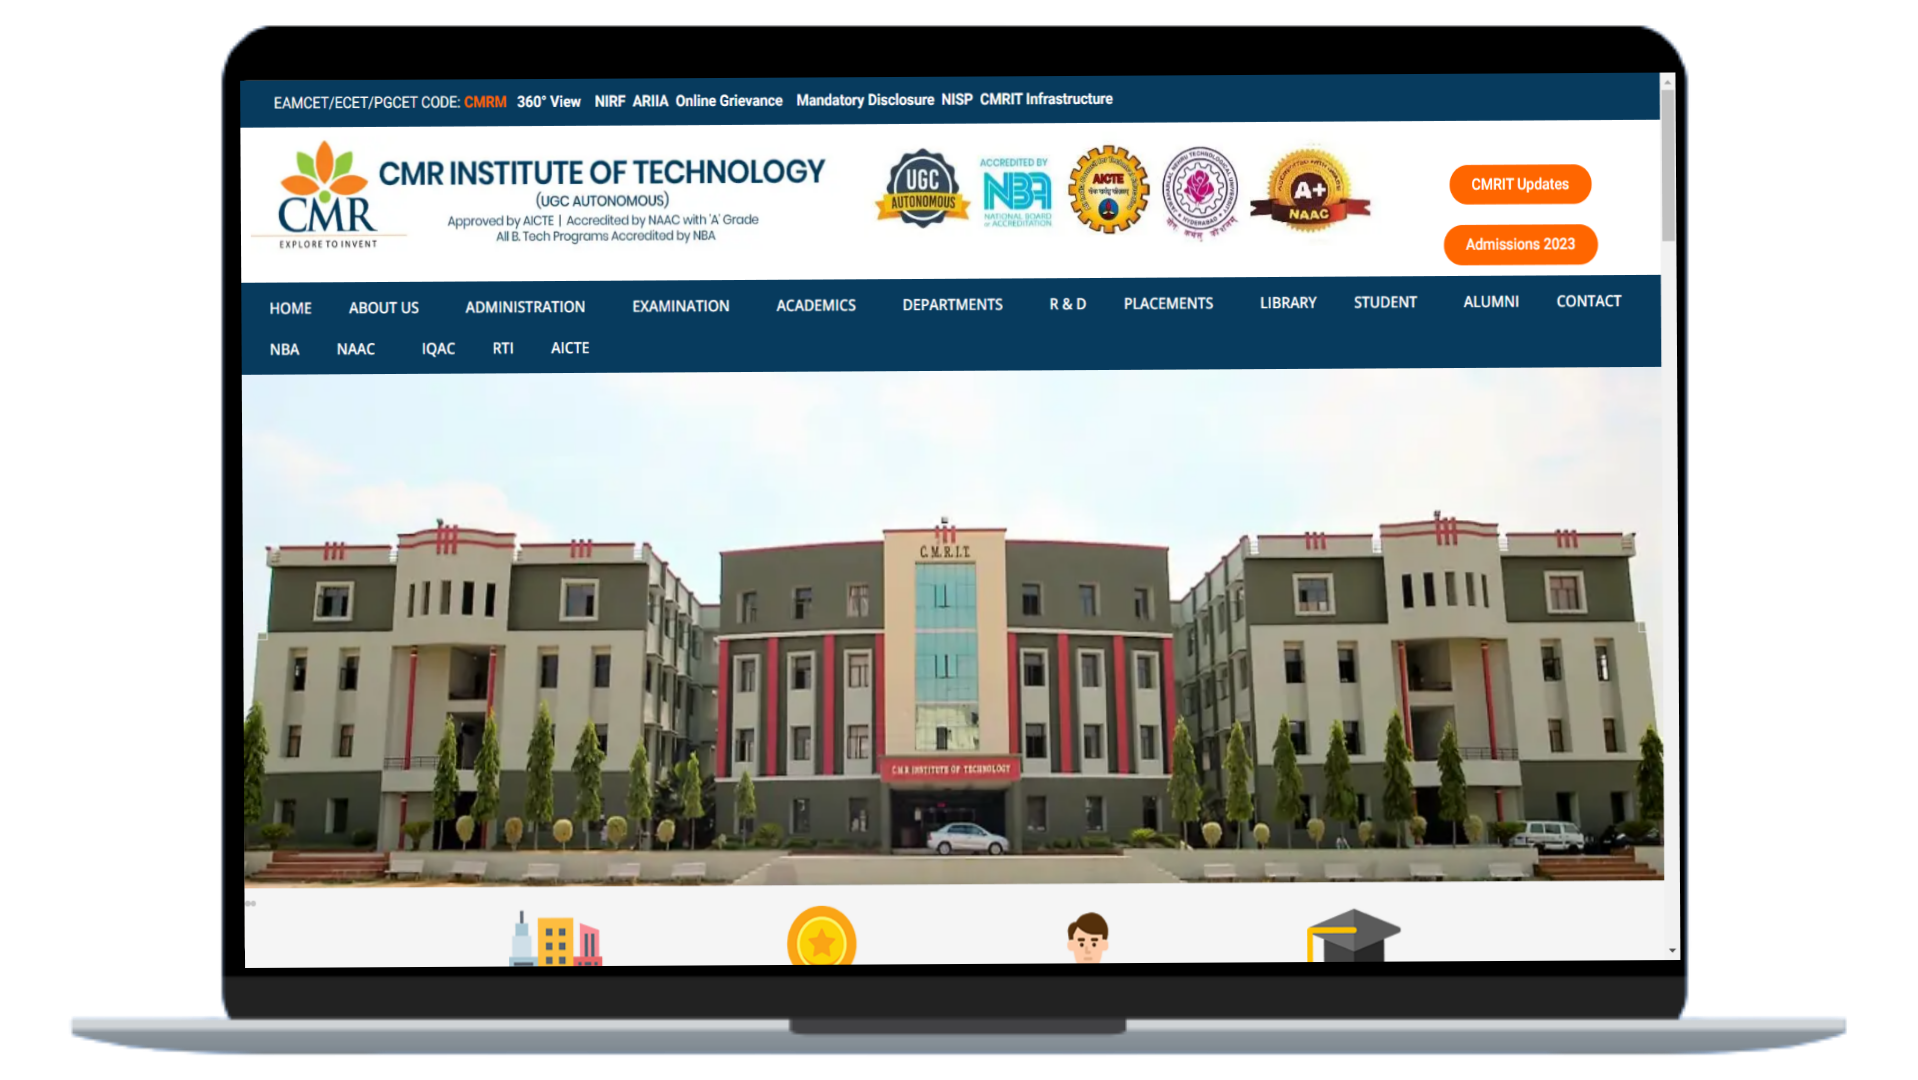 EAMCET/ECET/PGCET CODE: CMRM 360° View NIRF ARIIA Online Grievance Mandatory Disclosure NISP CMRIT Infrastructure
CMR
EXPLORE TO INVENT
CMR INSTITUTE OF TECHNOLOGY
(UGC AUTONOMOUS)
Approved by AICTE | Accredited by NAAC with 'A' Grade
All B. Tech Programs Accredited by NBA
UGC
AUTONOMOUS
ACCREDITED BY
NBA
NATIONAL BOARD
of ACCREDITATION
AICTE
A+
NAAC
CMRIT Updates
Admissions 2023
HOME ABOUT US ADMINISTRATION EXAMINATION ACADEMICS DEPARTMENTS R & D PLACEMENTS LIBRARY STUDENT ALUMNI CONTACT
NBA NAAC IQAC RTI AICTE
C.M.R.I.T.
C.M.R INSTITUTE OF TECHNOLOGY